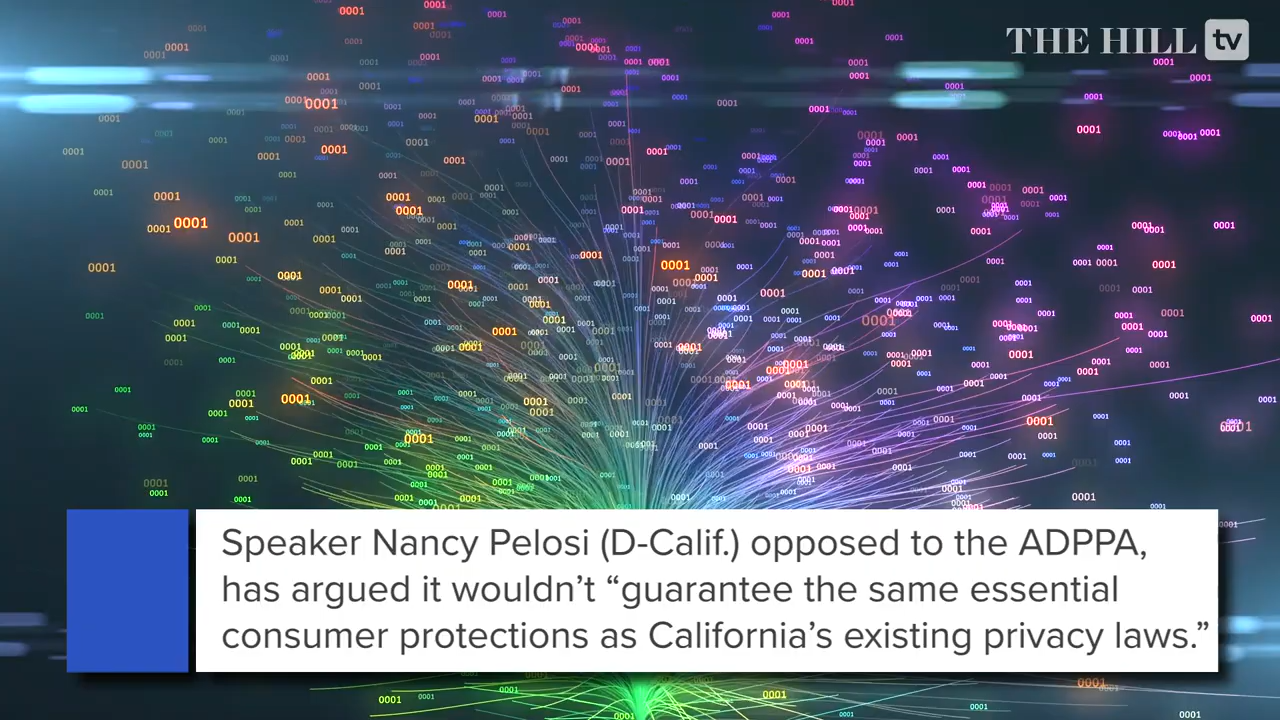 THE HILL tv
Speaker Nancy Pelosi (D-Calif.) opposed to the ADPPA,
has argued it wouldn’t “guarantee the same essential
consumer protections as California’s existing privacy laws.”